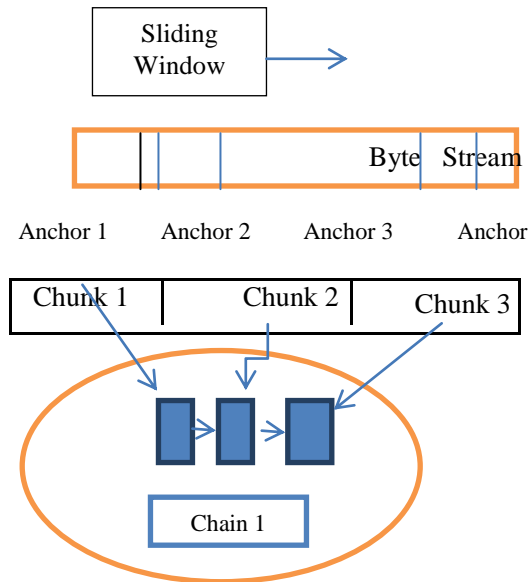 Sliding
Window
Byte Stream
Anchor 1 Anchor 2 Anchor 3 Anchor
Chunk 1 Chunk 2 Chunk 3
Chain 1